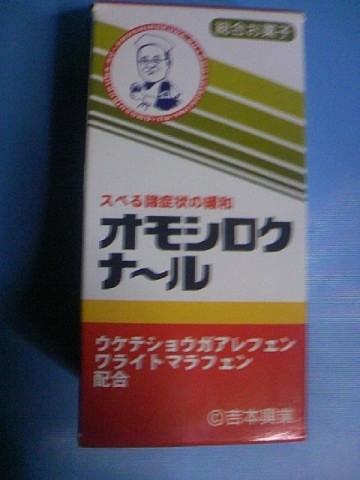 総合お菓子
スベる諸症状の緩和
オモシロク
ナ〜ル
ウケテショウガアレフェン
ワライトマラフェン
配合
©吉本興業